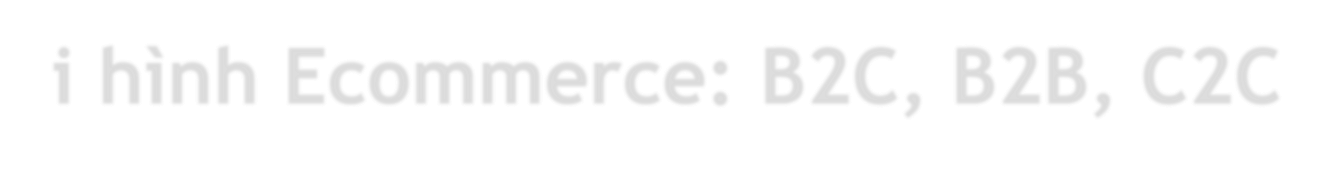 i hình Ecommerce: B2C, B2B, C2C